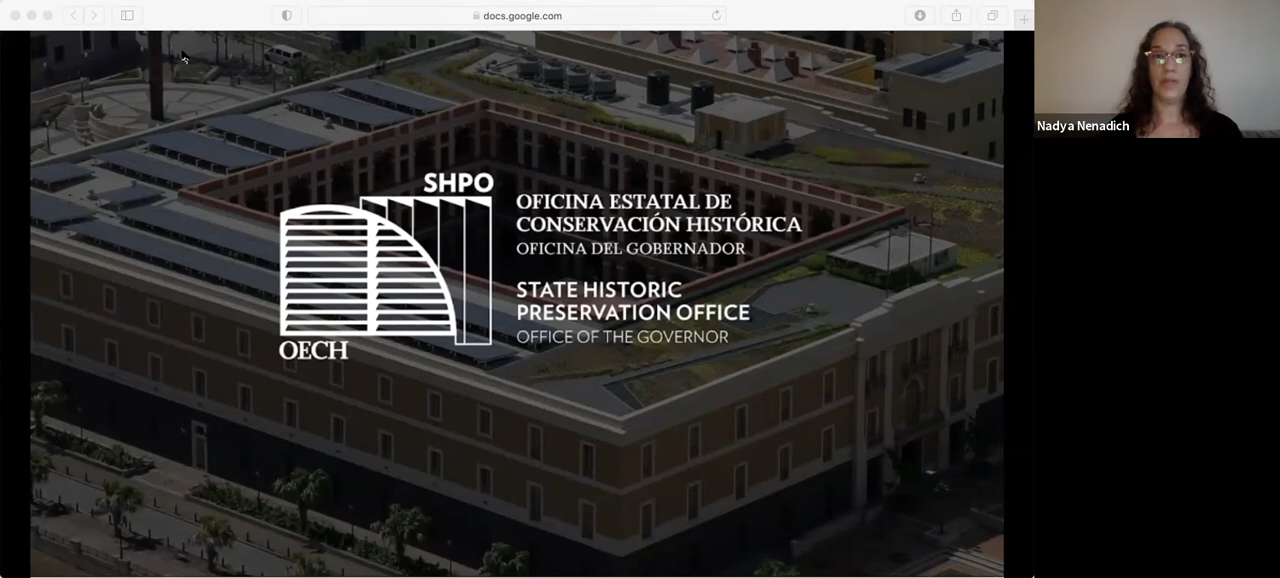 docs.google.com
SHPO
OECH
OFICINA ESTATAL DE
CONSERVACIÓN HISTÓRICA
OFICINA DEL GOBERNADOR
STATE HISTORIC
PRESERVATION OFFICE
OFFICE OF THE GOVERNOR
Nadya Nenadich